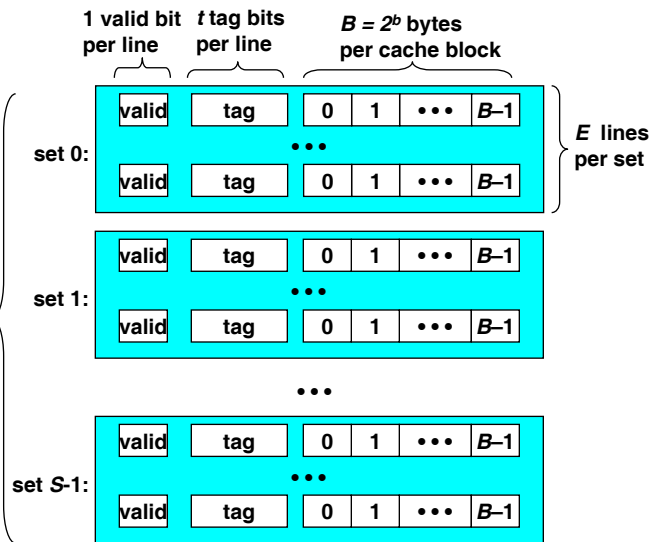 1 valid bit per line
t tag bits per line
B = 2ᵇ bytes per cache block
valid tag 0 1 • • • B–1
• • •
set 0:
valid tag 0 1 • • • B–1
E lines per set
valid tag 0 1 • • • B–1
• • •
set 1:
valid tag 0 1 • • • B–1
• • •
valid tag 0 1 • • • B–1
• • •
set S-1:
valid tag 0 1 • • • B–1